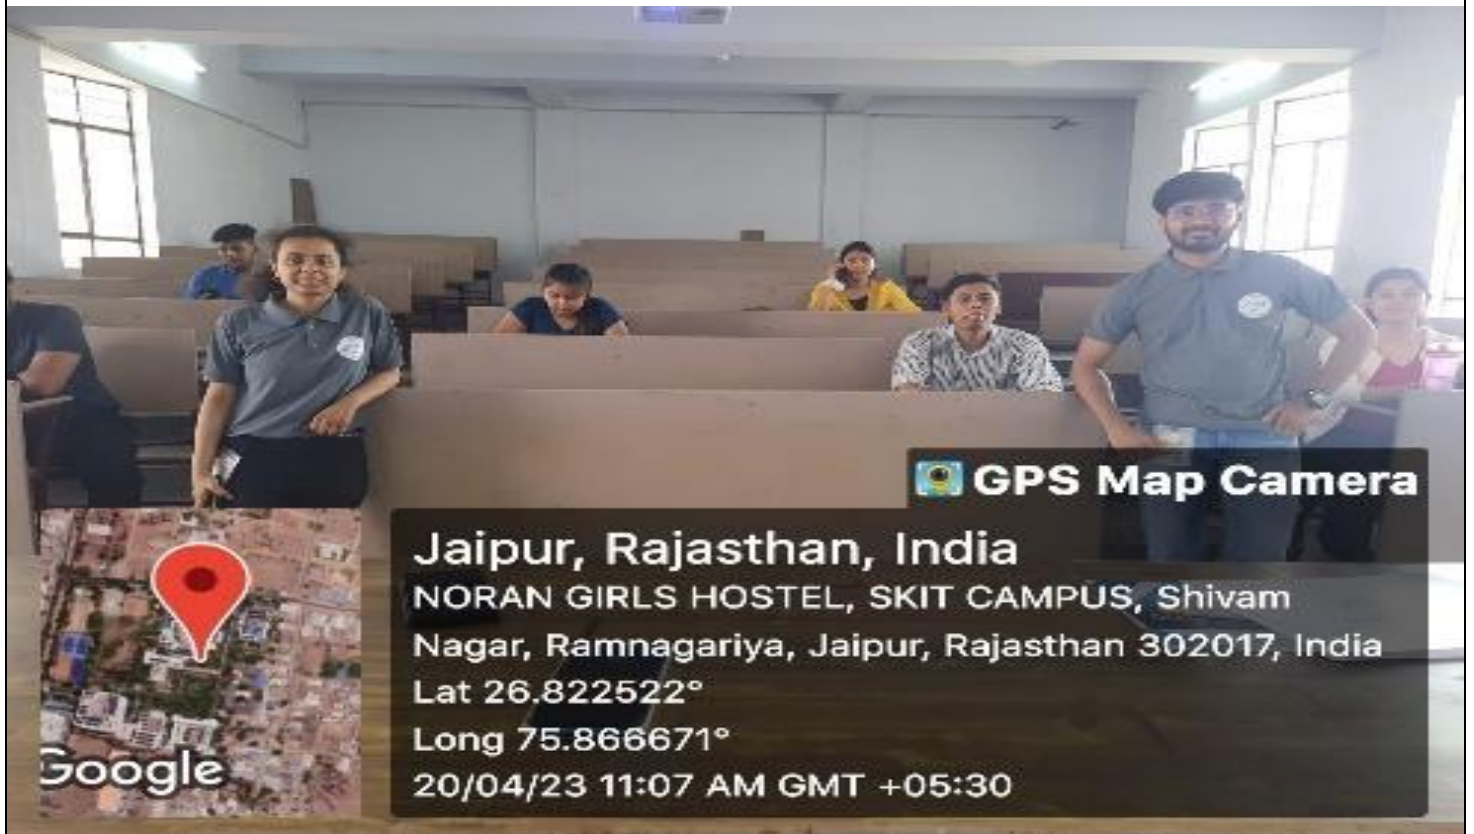 GPS Map Camera
Jaipur, Rajasthan, India
NORAN GIRLS HOSTEL, SKIT CAMPUS, Shivam
Nagar, Ramnagariya, Jaipur, Rajasthan 302017, India
Lat 26.822522°
Long 75.866671°
20/04/23 11:07 AM GMT +05:30
Google